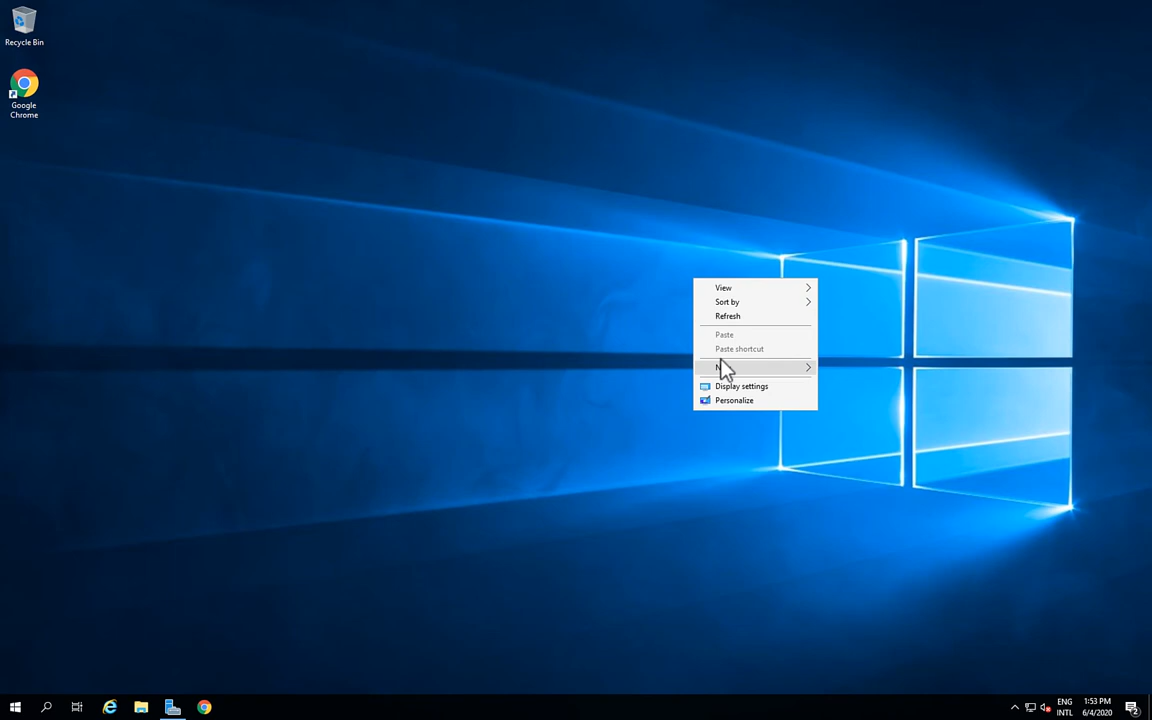 Recycle Bin
Google
Chrome
View
Sort by
Refresh
Paste
Paste shortcut
Display settings
Personalize
ENG
INTL
1:53 PM
6/4/2020
2